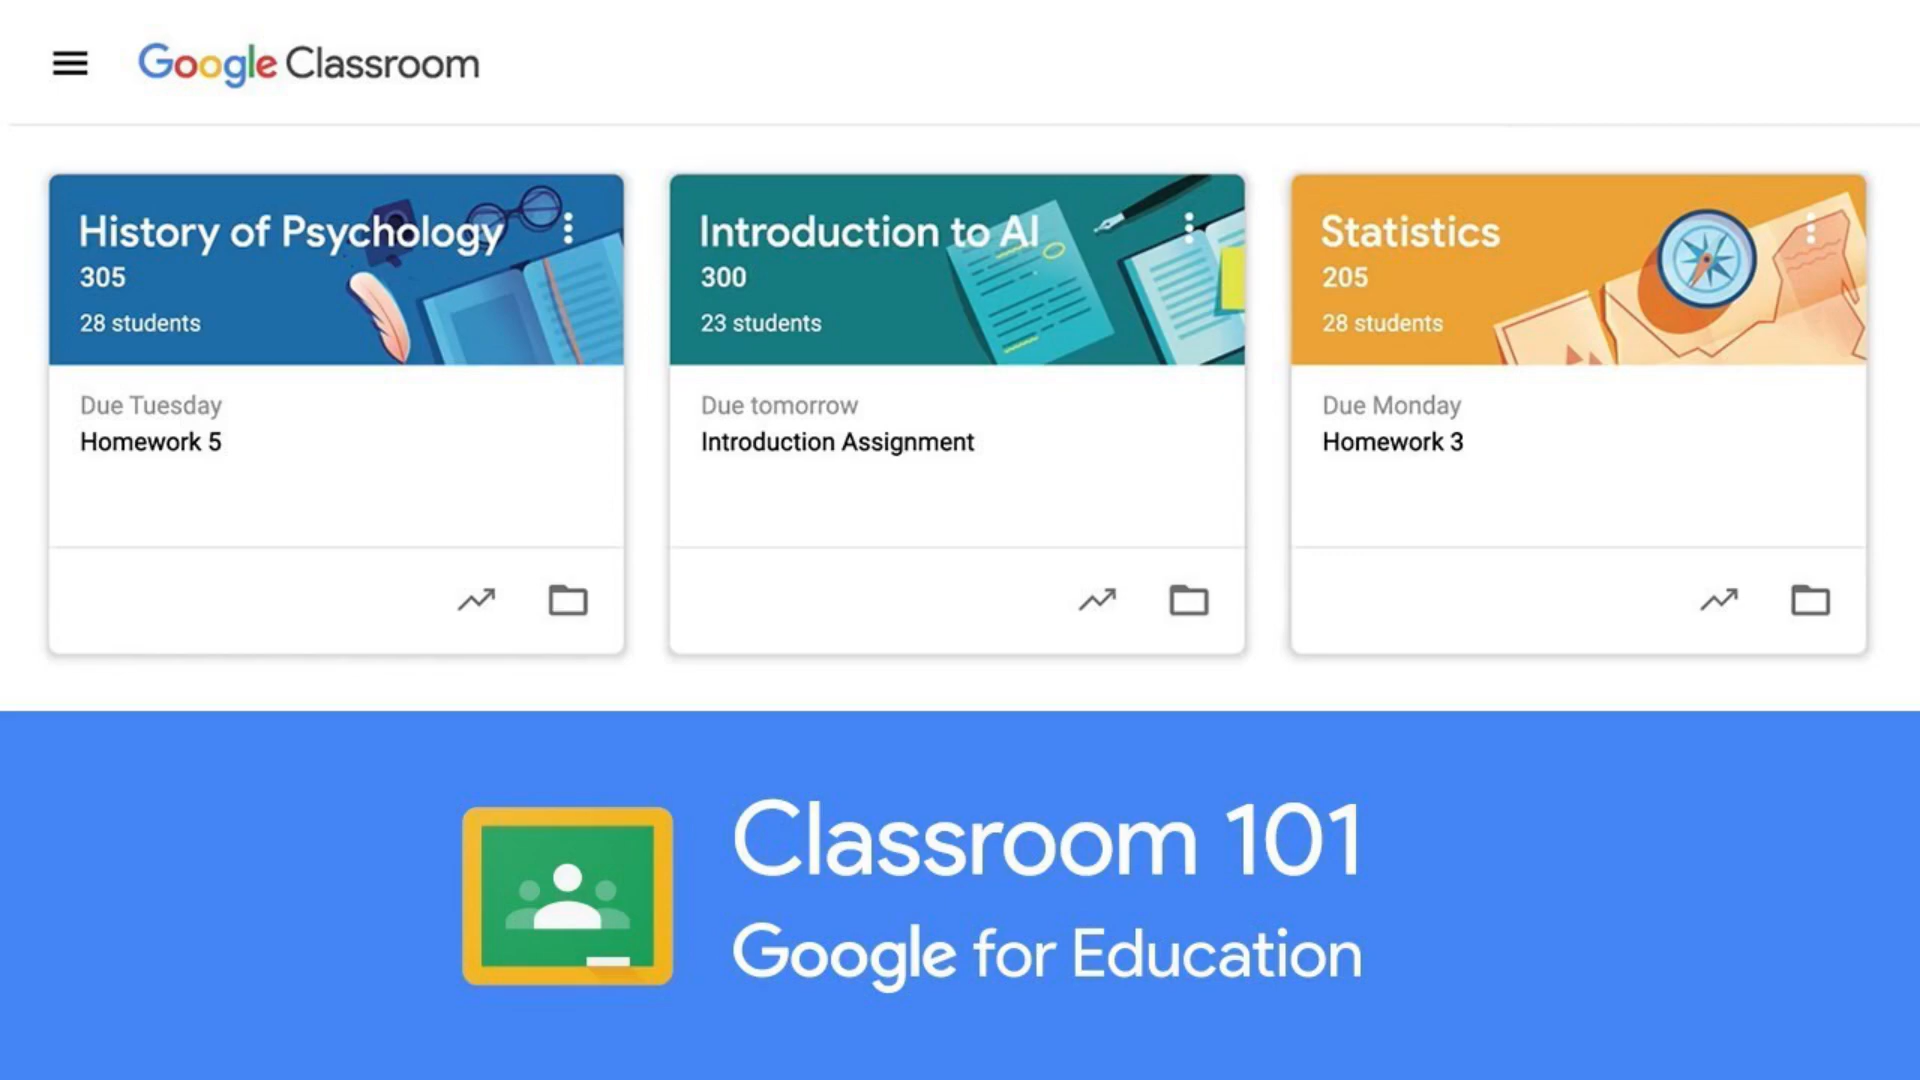 Google Classroom
History of Psychology
305
28 students
Due Tuesday
Homework 5
Introduction to AI
300
23 students
Due tomorrow
Introduction Assignment
Statistics
205
28 students
Due Monday
Homework 3
Classroom 101
Google for Education